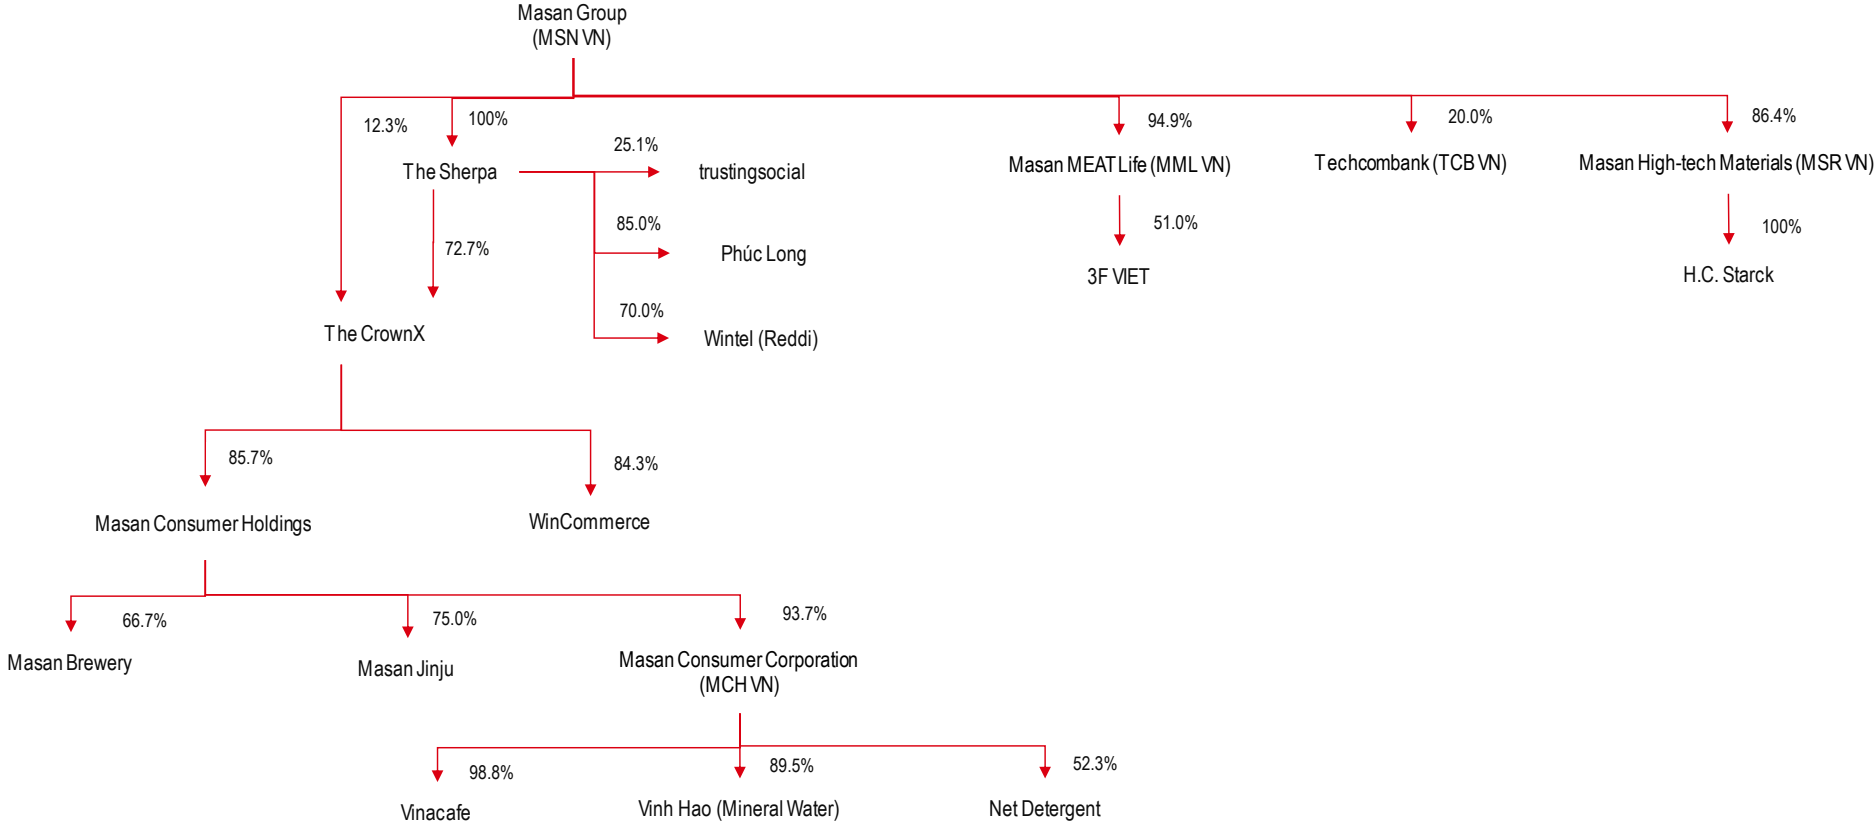 Masan Group
(MSN VN)
12.3%
100%
94.9%
20.0%
86.4%
The Sherpa
25.1%
trustingsocial
Masan MEAT Life (MML VN)
Techcombank (TCB VN)
Masan High-tech Materials (MSR VN)
72.7%
85.0%
Phúc Long
51.0%
100%
3F VIET
H.C. Starck
70.0%
Wintel (Reddi)
The CrownX
85.7%
84.3%
Masan Consumer Holdings
WinCommerce
66.7%
75.0%
93.7%
Masan Brewery
Masan Jinju
Masan Consumer Corporation
(MCH VN)
98.8%
89.5%
52.3%
Vinacafe
Vinh Hao (Mineral Water)
Net Detergent